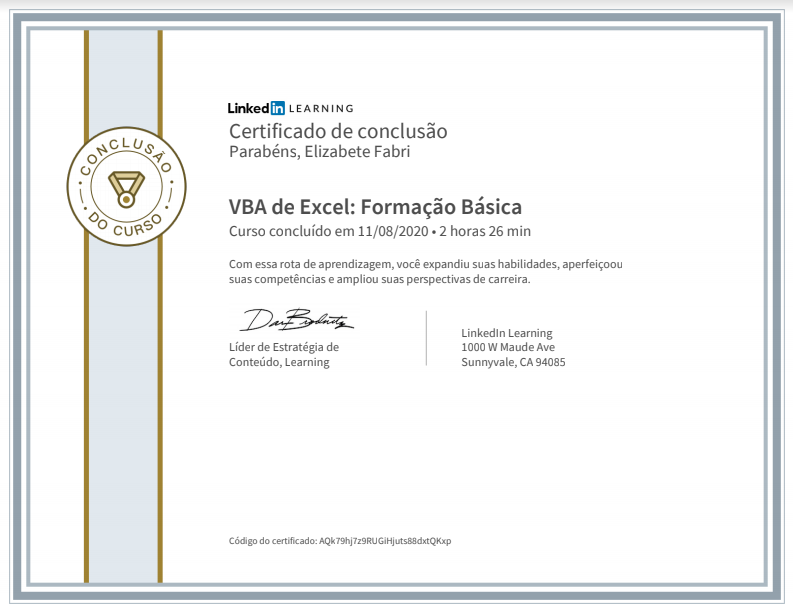 LinkedIn LEARNING
Certificado de conclusão
Parabéns, Elizabete Fabri
CONCLUSÃO
DO CURSO
VBA de Excel: Formação Básica
Curso concluído em 11/08/2020 • 2 horas 26 min
Com essa rota de aprendizagem, você expandiu suas habilidades, aperfeiçoou
suas competências e ampliou suas perspectivas de carreira.
Líder de Estratégia de
Conteúdo, Learning
LinkedIn Learning
1000 W Maude Ave
Sunnyvale, CA 94085
Código do certificado: AQk79hj7z9RUGiHjuts88dxtQKxp